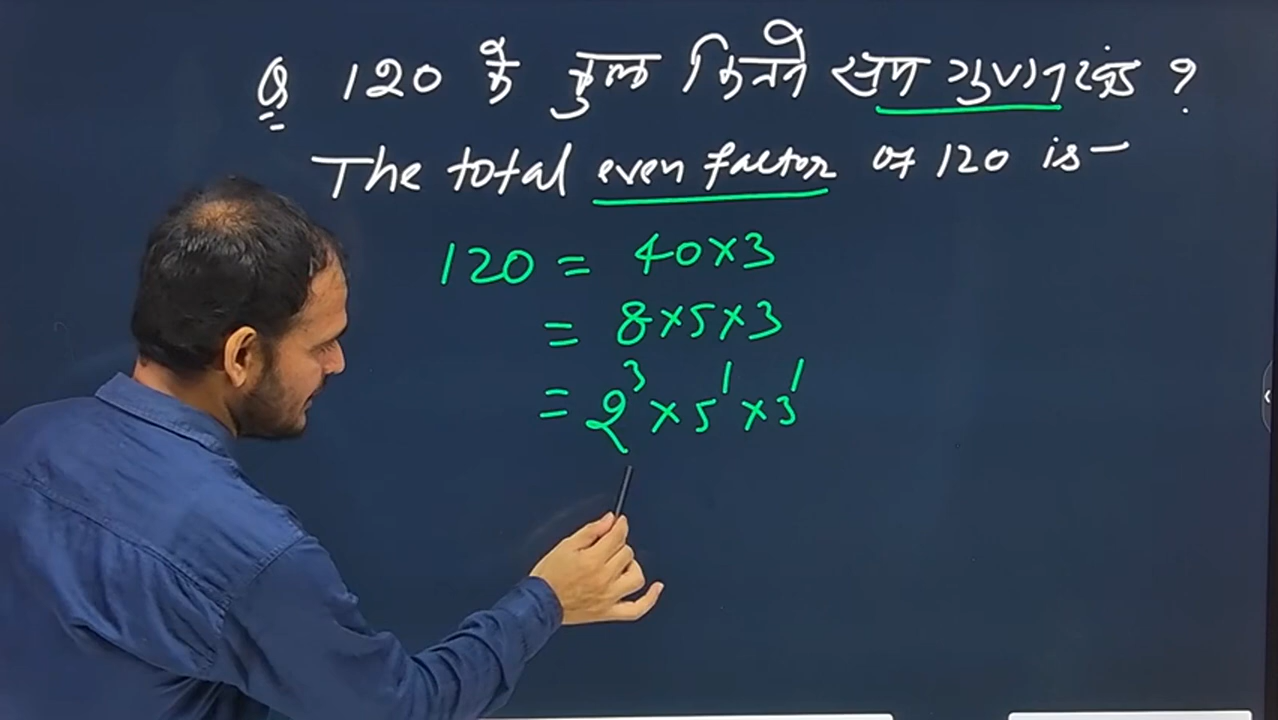 Q 120 के कुल कितने सम गुणनखंड ?
The total even factor of 120 is –
120 = 40×3
= 8×5×3
= 2³×5¹×3¹